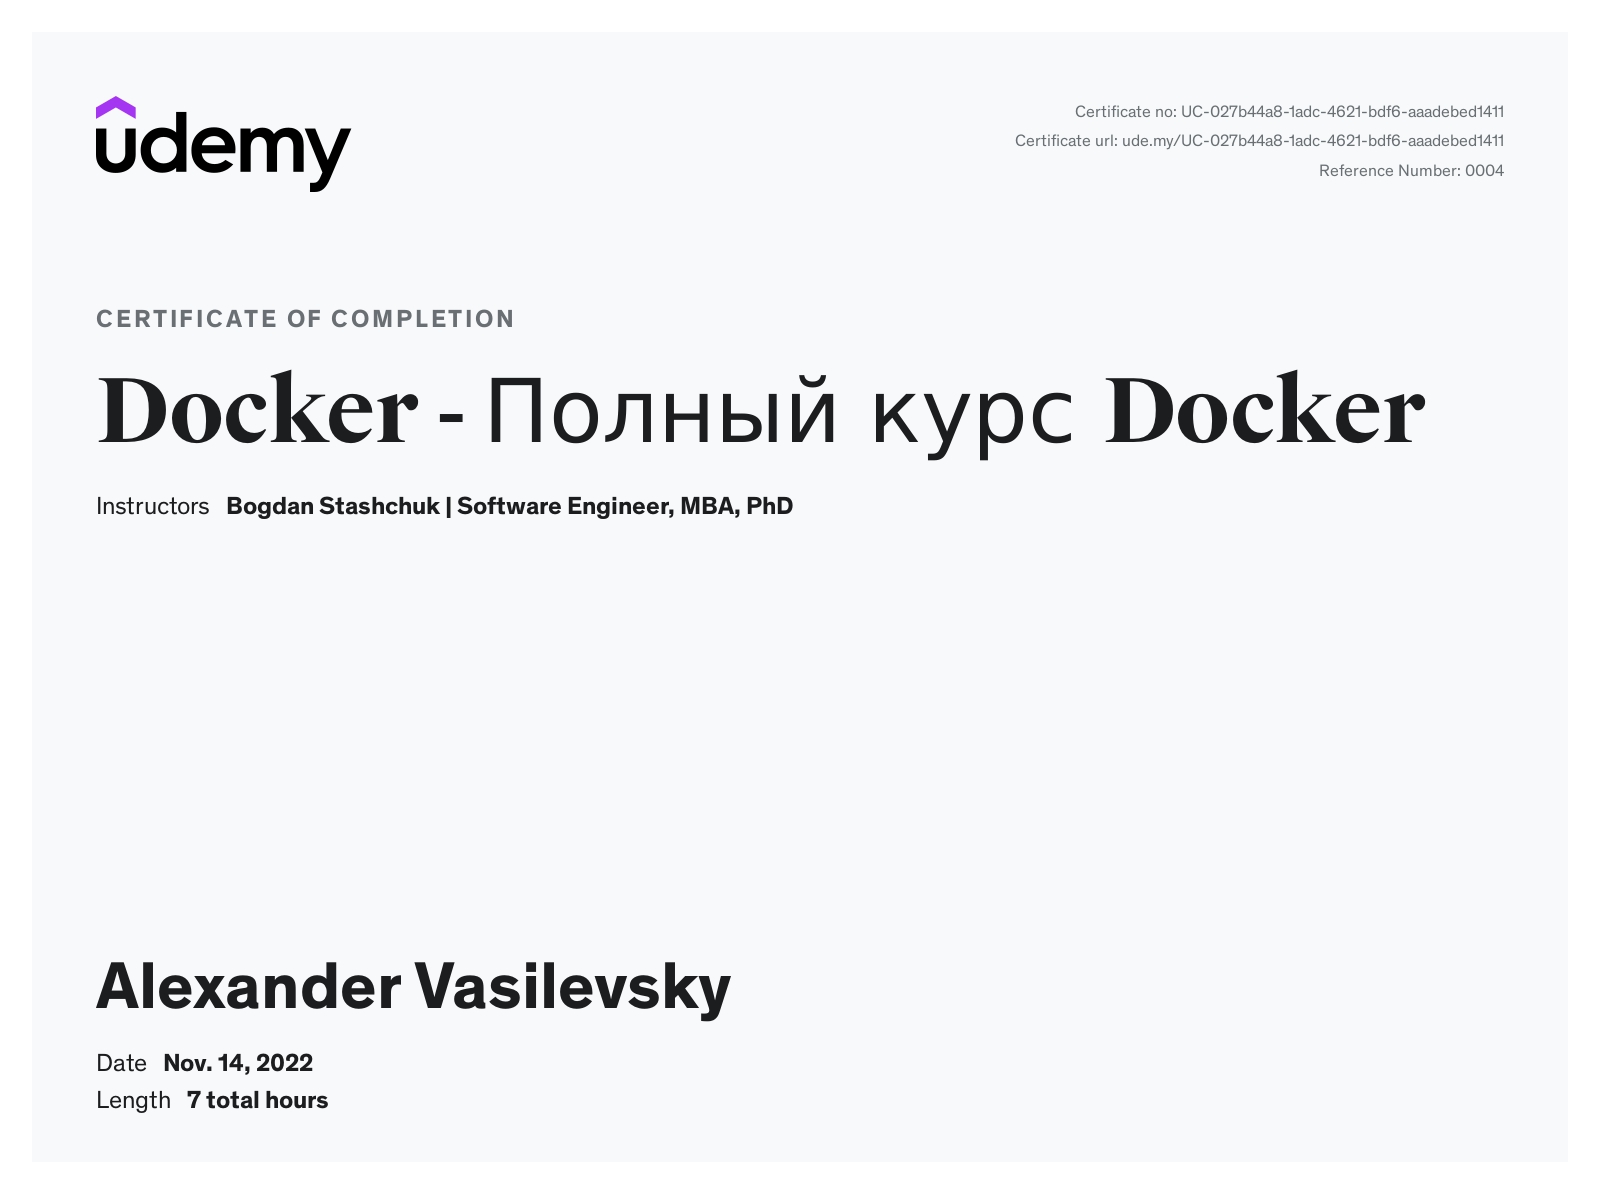 udemy
Certificate no: UC-027b44a8-1adc-4621-bdf6-aaadebed1411
Certificate url: ude.my/UC-027b44a8-1adc-4621-bdf6-aaadebed1411
Reference Number: 0004
CERTIFICATE OF COMPLETION
Docker - Полный курс Docker
Instructors Bogdan Stashchuk | Software Engineer, MBA, PhD
Alexander Vasilevsky
Date Nov. 14, 2022
Length 7 total hours